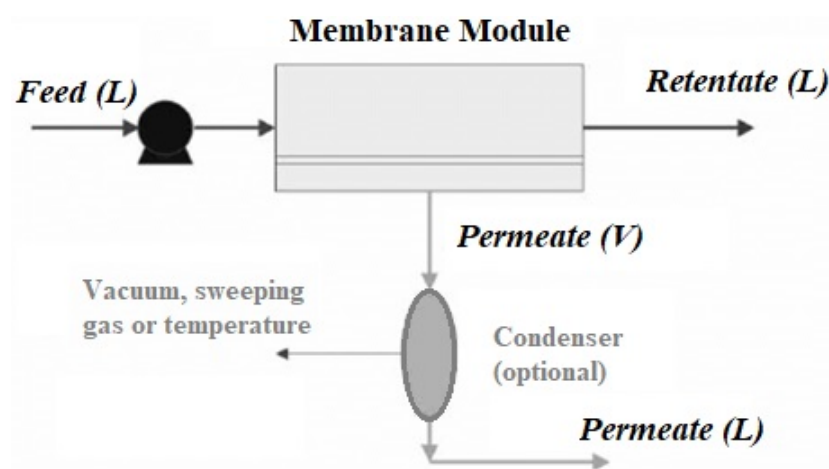 Membrane Module
Feed (L)
Retentate (L)
Permeate (V)
Vacuum, sweeping
gas or temperature
Condenser
(optional)
Permeate (L)